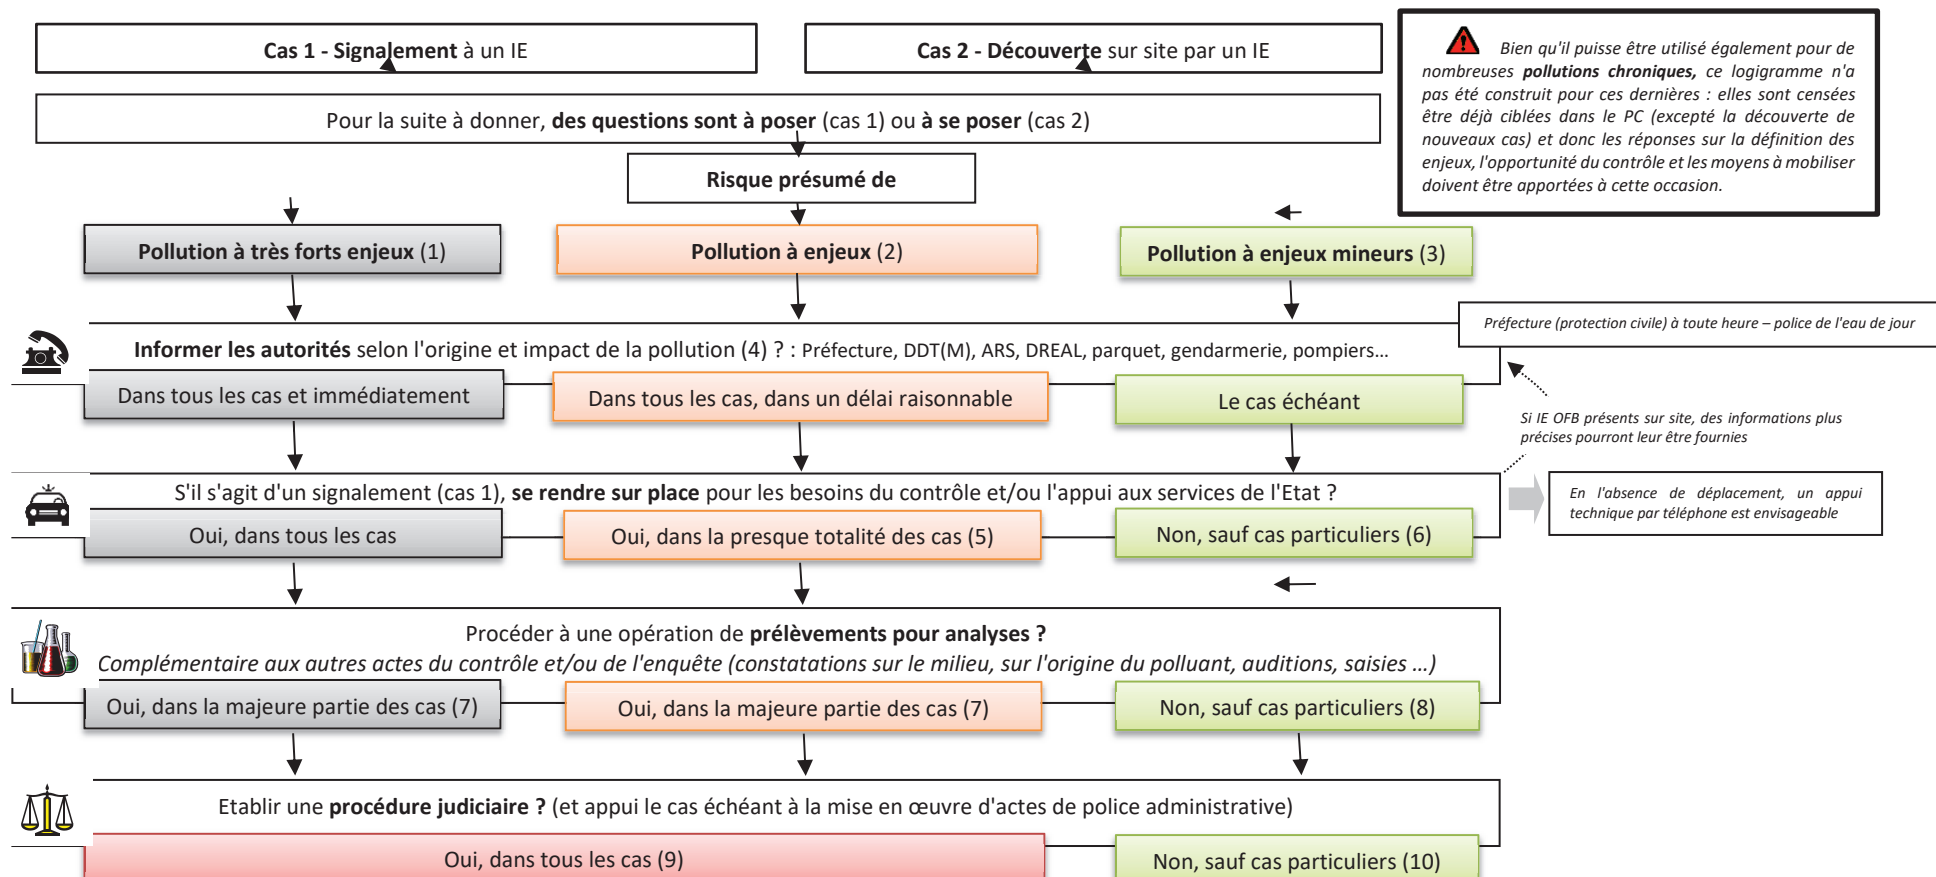 Cas 1 - Signalement à un IE
Cas 2 - Découverte sur site par un IE
Bien qu'il puisse être utilisé également pour de
nombreuses pollutions chroniques, ce logigramme n'a
pas été construit pour ces dernières : elles sont censées
être déjà ciblées dans le PC (excepté la découverte de
nouveaux cas) et donc les réponses sur la définition des
enjeux, l'opportunité du contrôle et les moyens à mobiliser
doivent être apportées à cette occasion.
Pour la suite à donner, des questions sont à poser (cas 1) ou à se poser (cas 2)
Risque présumé de
Pollution à très forts enjeux (1)
Pollution à enjeux (2)
Pollution à enjeux mineurs (3)
Préfecture (protection civile) à toute heure – police de l'eau de jour
Informer les autorités selon l'origine et impact de la pollution (4) ? : Préfecture, DDT(M), ARS, DREAL, parquet, gendarmerie, pompiers…
Dans tous les cas et immédiatement
Dans tous les cas, dans un délai raisonnable
Le cas échéant
Si IE OFB présents sur site, des informations plus
précises pourront leur être fournies
S'il s'agit d'un signalement (cas 1), se rendre sur place pour les besoins du contrôle et/ou l'appui aux services de l'Etat ?
Oui, dans tous les cas
Oui, dans la presque totalité des cas (5)
Non, sauf cas particuliers (6)
En l'absence de déplacement, un appui
technique par téléphone est envisageable
Procéder à une opération de prélèvements pour analyses ?
Complémentaire aux autres actes du contrôle et/ou de l'enquête (constatations sur le milieu, sur l'origine du polluant, auditions, saisies …)
Oui, dans la majeure partie des cas (7)
Oui, dans la majeure partie des cas (7)
Non, sauf cas particuliers (8)
Etablir une procédure judiciaire ? (et appui le cas échéant à la mise en œuvre d'actes de police administrative)
Oui, dans tous les cas (9)
Non, sauf cas particuliers (10)